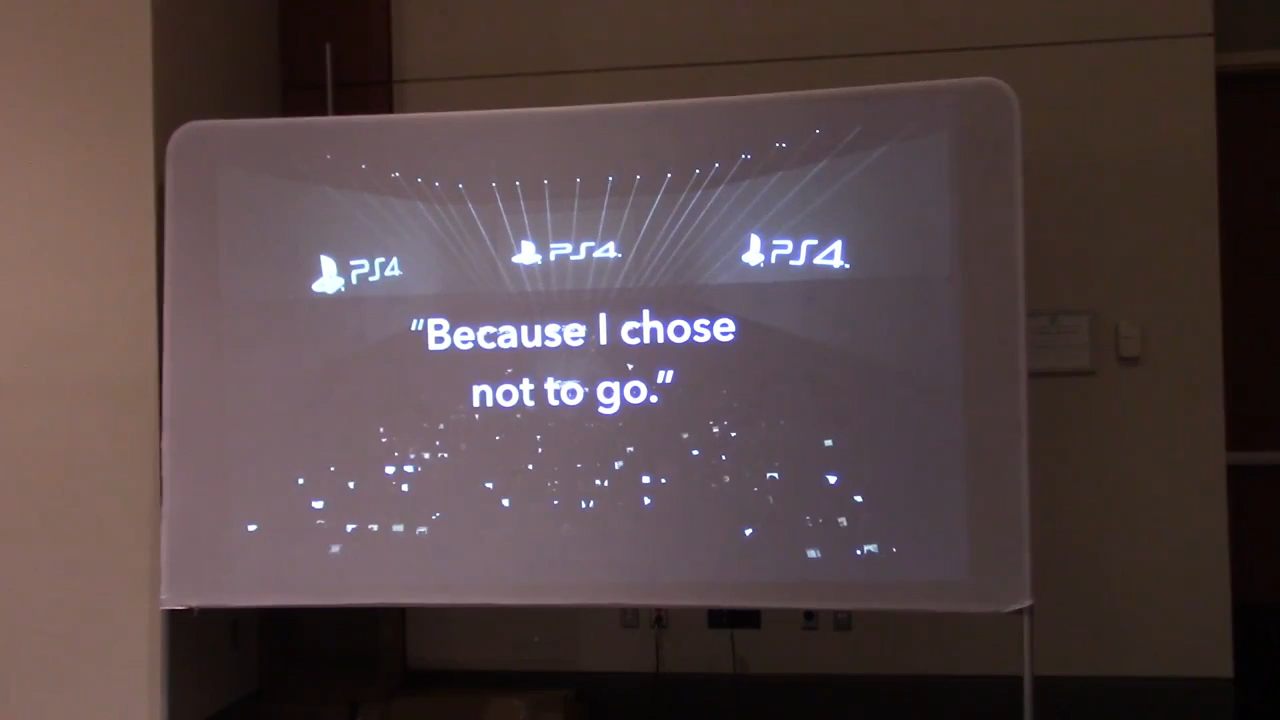 PS4 PS4 PS4
“Because I chose
not to go.”